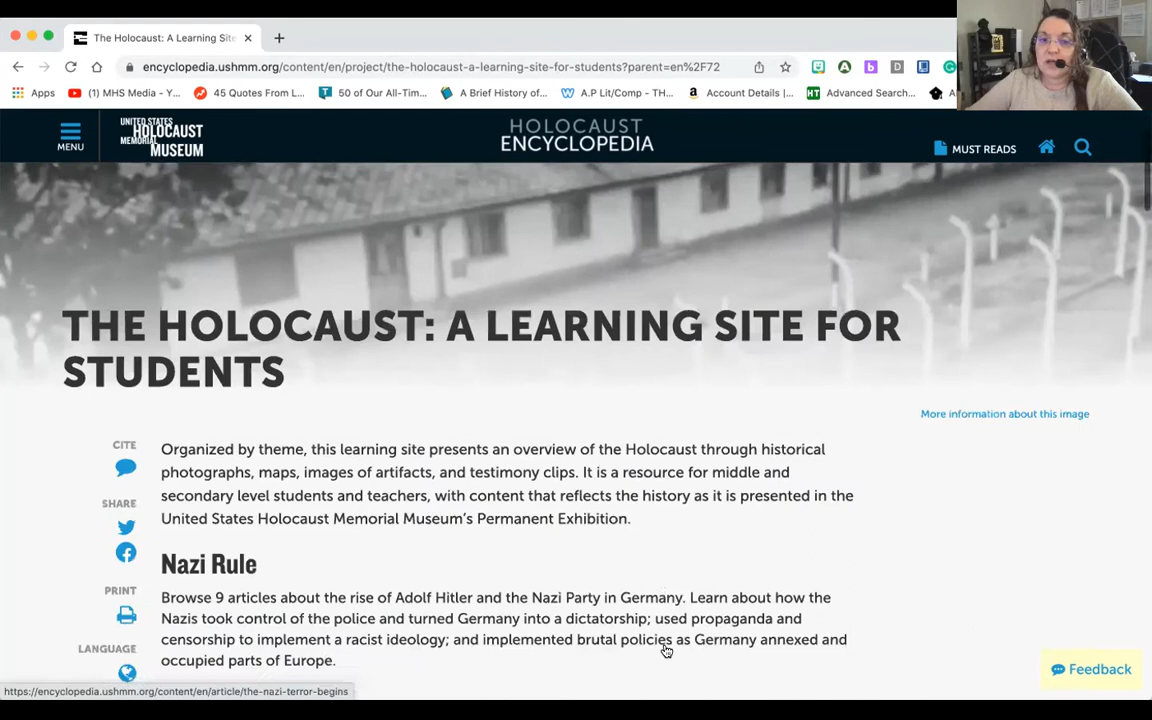 The Holocaust: A Learning Site
encyclopedia.ushmm.org/content/en/project/the-holocaust-a-learning-site-for-students?parent=en%2F72
Apps
(1) MHS Media - Y...
45 Quotes From L...
50 of Our All-Tim...
A Brief History of...
A.P Lit/Comp - TH...
Account Details |...
Advanced Search...
MENU
UNITED STATES
HOLOCAUST
MEMORIAL
MUSEUM
HOLOCAUST
ENCYCLOPEDIA
MUST READS
THE HOLOCAUST: A LEARNING SITE FOR
STUDENTS
More information about this image
CITE
SHARE
PRINT
LANGUAGE
Organized by theme, this learning site presents an overview of the Holocaust through historical
photographs, maps, images of artifacts, and testimony clips. It is a resource for middle and
secondary level students and teachers, with content that reflects the history as it is presented in the
United States Holocaust Memorial Museum's Permanent Exhibition.
Nazi Rule
Browse 9 articles about the rise of Adolf Hitler and the Nazi Party in Germany. Learn about how the
Nazis took control of the police and turned Germany into a dictatorship; used propaganda and
censorship to implement a racist ideology; and implemented brutal policies as Germany annexed and
occupied parts of Europe.
Feedback
https://encyclopedia.ushmm.org/content/en/article/the-nazi-terror-begins